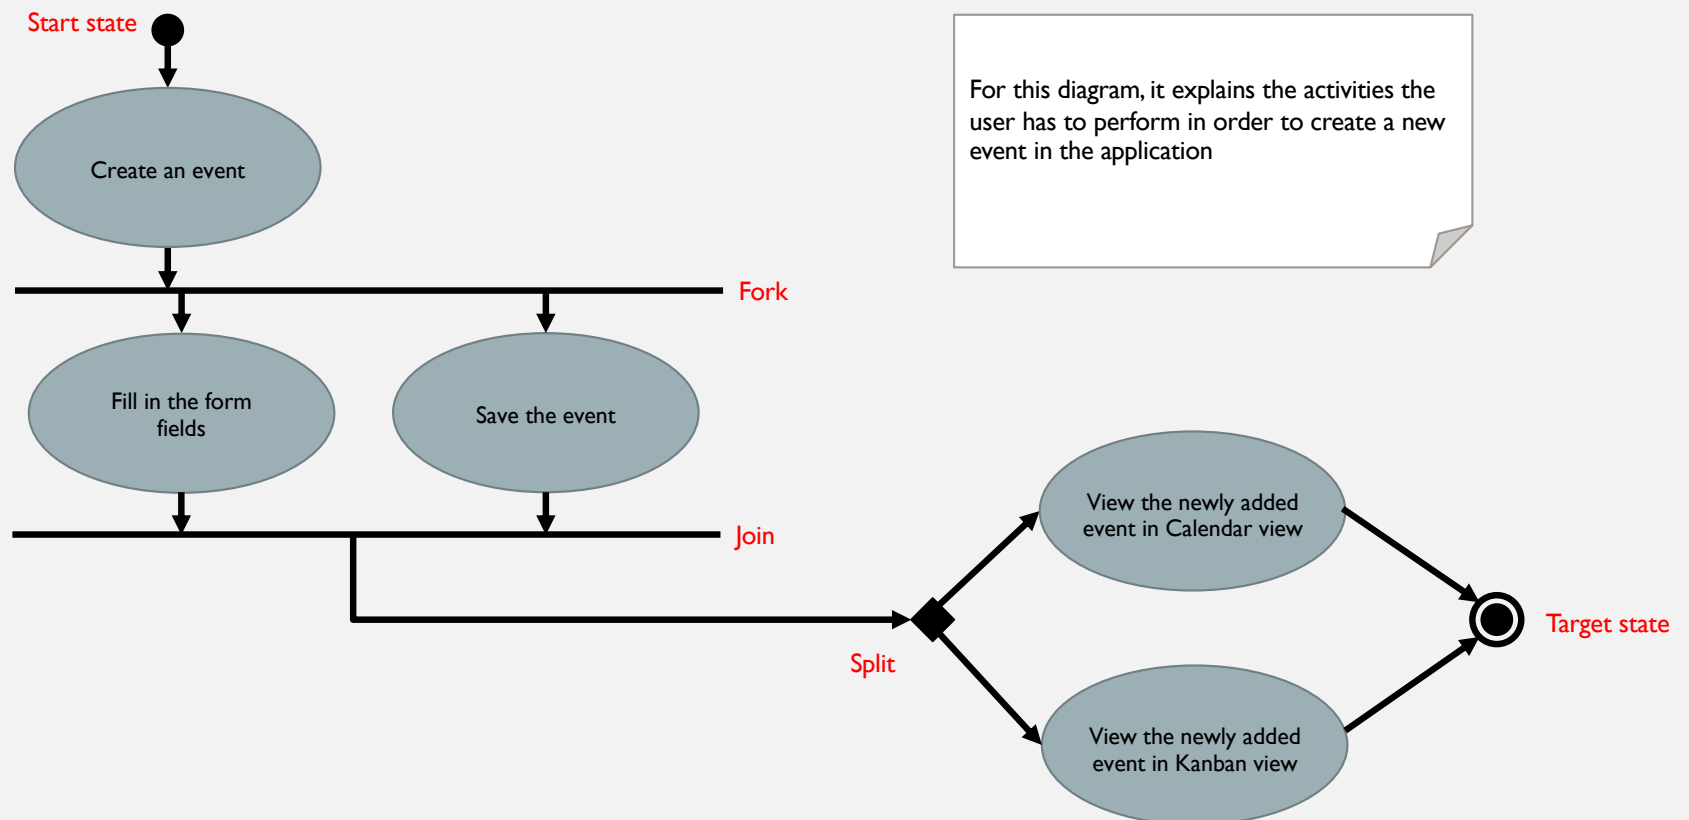 Start state
For this diagram, it explains the activities the
user has to perform in order to create a new
event in the application
Create an event
Fork
Fill in the form
fields
Save the event
Join
View the newly added
event in Calendar view
Split
Target state
View the newly added
event in Kanban view